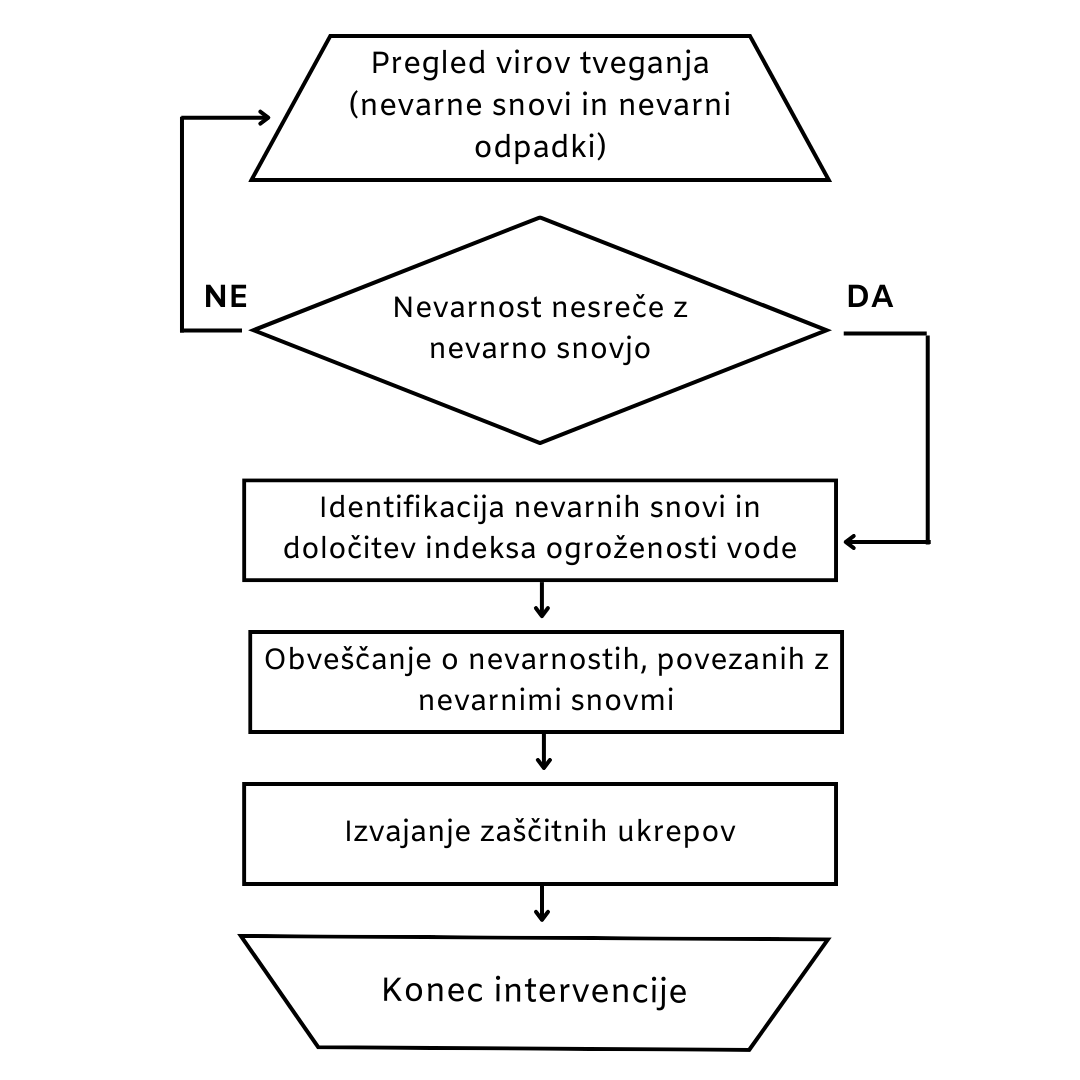 Pregled virov tveganja
(nevarne snovi in nevarni
odpadki)
NE
DA
Nevarnost nesreče z
nevarno snovjo
Identifikacija nevarnih snovi in
določitev indeksa ogroženosti vode
Obveščanje o nevarnostih, povezanih z
nevarnimi snovmi
Izvajanje zaščitnih ukrepov
Konec intervencije